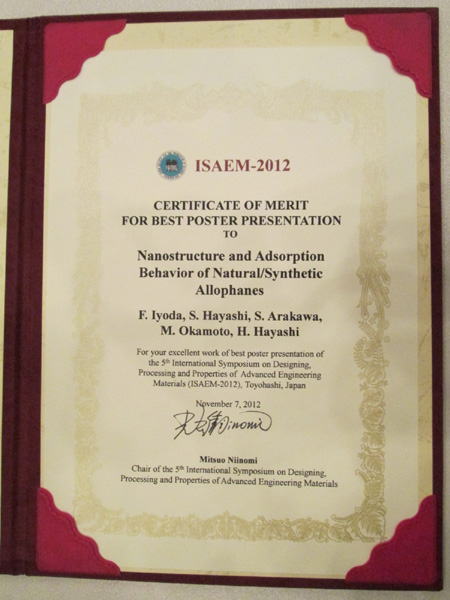 ISAEM-2012
CERTIFICATE OF MERIT
FOR BEST POSTER PRESENTATION
TO
Nanostructure and Adsorption
Behavior of Natural/Synthetic
Allophanes
F. Iyoda, S. Hayashi, S. Arakawa,
M. Okamoto, H. Hayashi
For your excellent work of best poster presentation of
the 5th International Symposium on Designing,
Processing and Properties of Advanced Engineering
Materials (ISAEM-2012), Toyohashi, Japan
November 7, 2012
Mitsuo Niinomi
Chair of the 5th International Symposium on Designing,
Processing and Properties of Advanced Engineering Materials